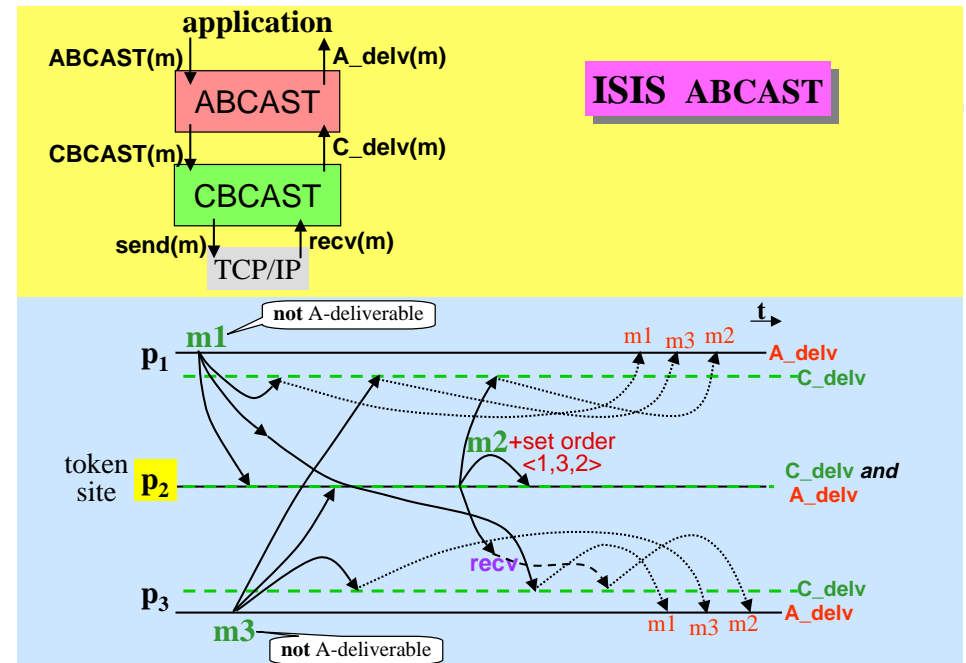 application
ABCAST(m)
A_delv(m)
ISIS ABCAST
ABCAST
CBCAST(m)
C_delv(m)
CBCAST
send(m)
recv(m)
TCP/IP
not A-deliverable
t
m1
m1 m3 m2
p1
A_delv
C_delv
m2 +set order
<1,3,2>
token
site
p2
C_delv and
A_delv
recv
C_delv
p3
A_delv
m1 m3 m2
m3
not A-deliverable